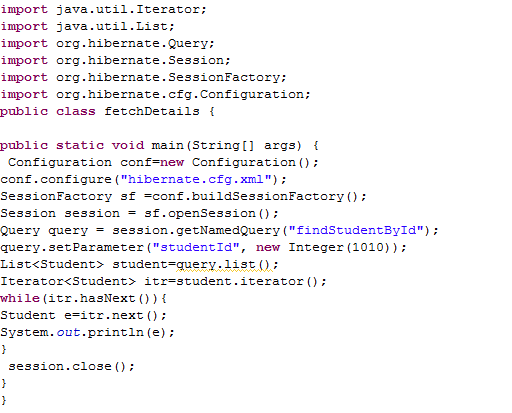 import java.util.Iterator;
import java.util.List;
import org.hibernate.Query;
import org.hibernate.Session;
import org.hibernate.SessionFactory;
import org.hibernate.cfg.Configuration;
public class fetchDetails {

public static void main(String[] args) {
 Configuration conf=new Configuration();
conf.configure("hibernate.cfg.xml");
SessionFactory sf =conf.buildSessionFactory();
Session session = sf.openSession();
Query query = session.getNamedQuery("findStudentById");
query.setParameter("studentId", new Integer(1010));
List<Student> student=query.list();
Iterator<Student> itr=student.iterator();
while(itr.hasNext()){
Student e=itr.next();
System.out.println(e);
}
 session.close();
}
}